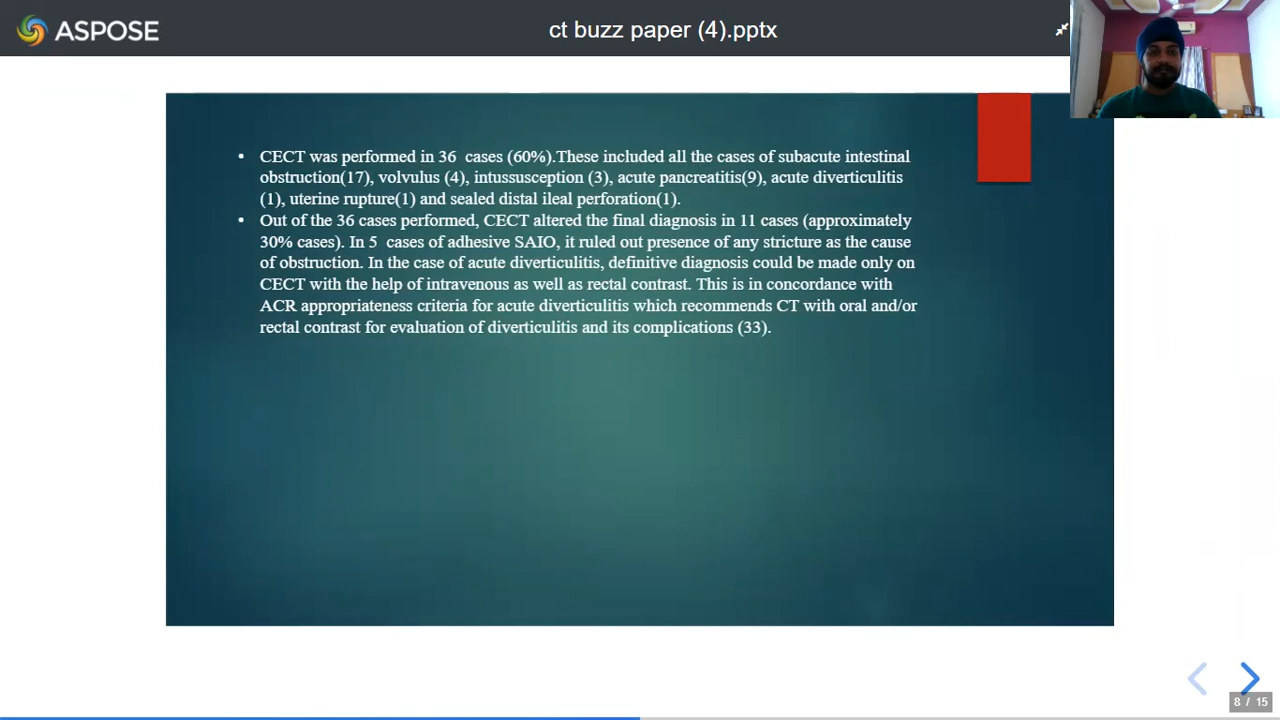 ASPOSE
ct buzz paper (4).pptx
• CECT was performed in 36 cases (60%).These included all the cases of subacute intestinal
obstruction(17), volvulus (4), intussusception (3), acute pancreatitis(9), acute diverticulitis
(1), uterine rupture(1) and sealed distal ileal perforation(1).
• Out of the 36 cases performed, CECT altered the final diagnosis in 11 cases (approximately
30% cases). In 5 cases of adhesive SAIO, it ruled out presence of any stricture as the cause
of obstruction. In the case of acute diverticulitis, definitive diagnosis could be made only on
CECT with the help of intravenous as well as rectal contrast. This is in concordance with
ACR appropriateness criteria for acute diverticulitis which recommends CT with oral and/or
rectal contrast for evaluation of diverticulitis and its complications (33).
8 / 15